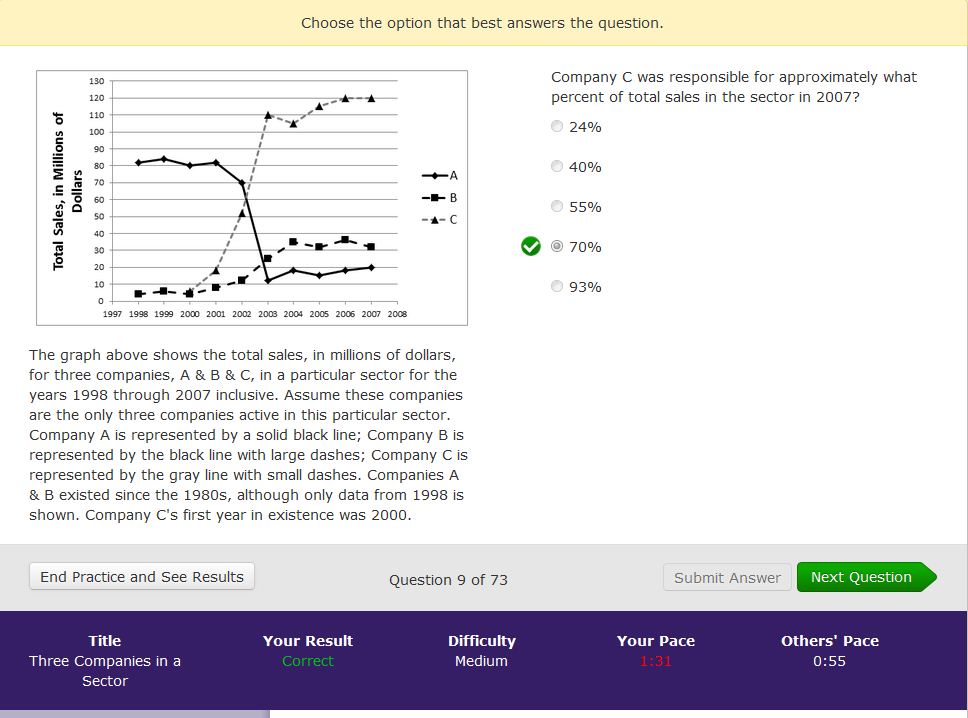 Choose the option that best answers the question.
Total Sales, in Millions of
Dollars
130
120
110
100
90
80
70
60
50
40
30
20
10
0
1997 1998 1999 2000 2001 2002 2003 2004 2005 2006 2007 2008
A
B
C
The graph above shows the total sales, in millions of dollars,
for three companies, A & B & C, in a particular sector for the
years 1998 through 2007 inclusive. Assume these companies
are the only three companies active in this particular sector.
Company A is represented by a solid black line; Company B is
represented by the black line with large dashes; Company C is
represented by the gray line with small dashes. Companies A
& B existed since the 1980s, although only data from 1998 is
shown. Company C's first year in existence was 2000.
Company C was responsible for approximately what
percent of total sales in the sector in 2007?
24%
40%
55%
70%
93%
End Practice and See Results
Question 9 of 73
Submit Answer
Next Question
Title
Three Companies in a
Sector
Your Result
Correct
Difficulty
Medium
Your Pace
1:31
Others' Pace
0:55